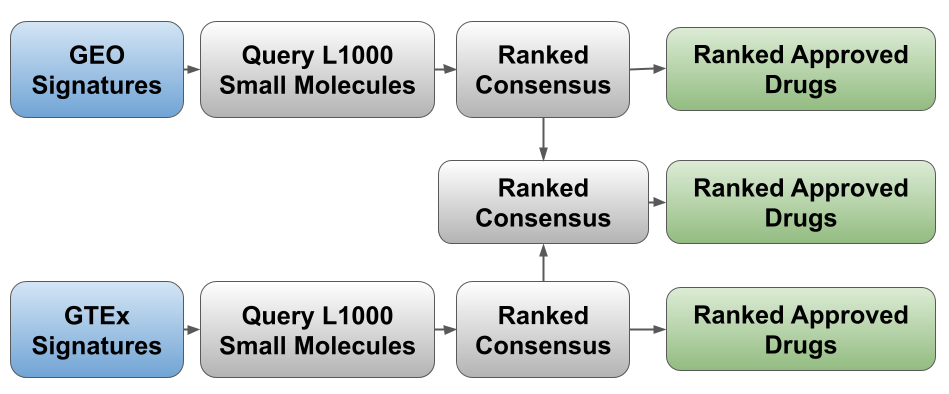 GEO
Signatures
Query L1000
Small Molecules
Ranked
Consensus
Ranked Approved
Drugs
Ranked
Consensus
Ranked Approved
Drugs
GTEx
Signatures
Query L1000
Small Molecules
Ranked
Consensus
Ranked Approved
Drugs